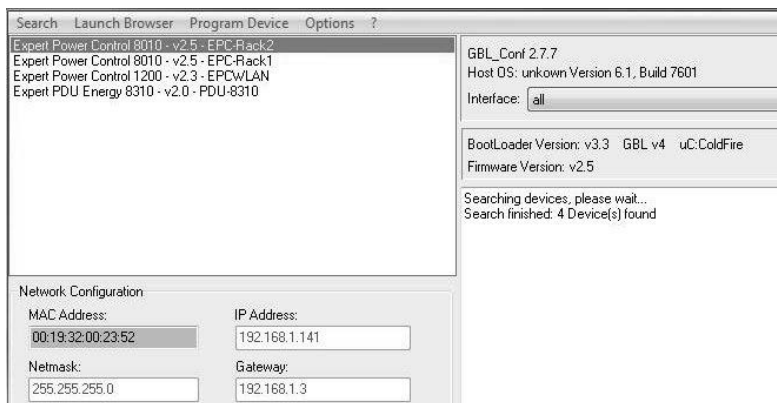 Search Launch Browser Program Device Options ?
Expert Power Control 8010 - v2.5 - EPC-Rack2
Expert Power Control 8010 - v2.5 - EPC-Rack1
Expert Power Control 1200 - v2.3 - EPCWLAN
Expert PDU Energy 8310 - v2.0 - PDU-8310
GBL_Conf 2.7.7
Host OS: unkown Version 6.1, Build 7601
Interface: all
BootLoader Version: v3.3 GBL v4 uC:ColdFire
Firmware Version: v2.5
Searching devices, please wait...
Search finished: 4 Device(s) found
Network Configuration
MAC Address: IP Address:
00:19:32:00:23:52 192.168.1.141
Netmask: Gateway:
255.255.255.0 192.168.1.3